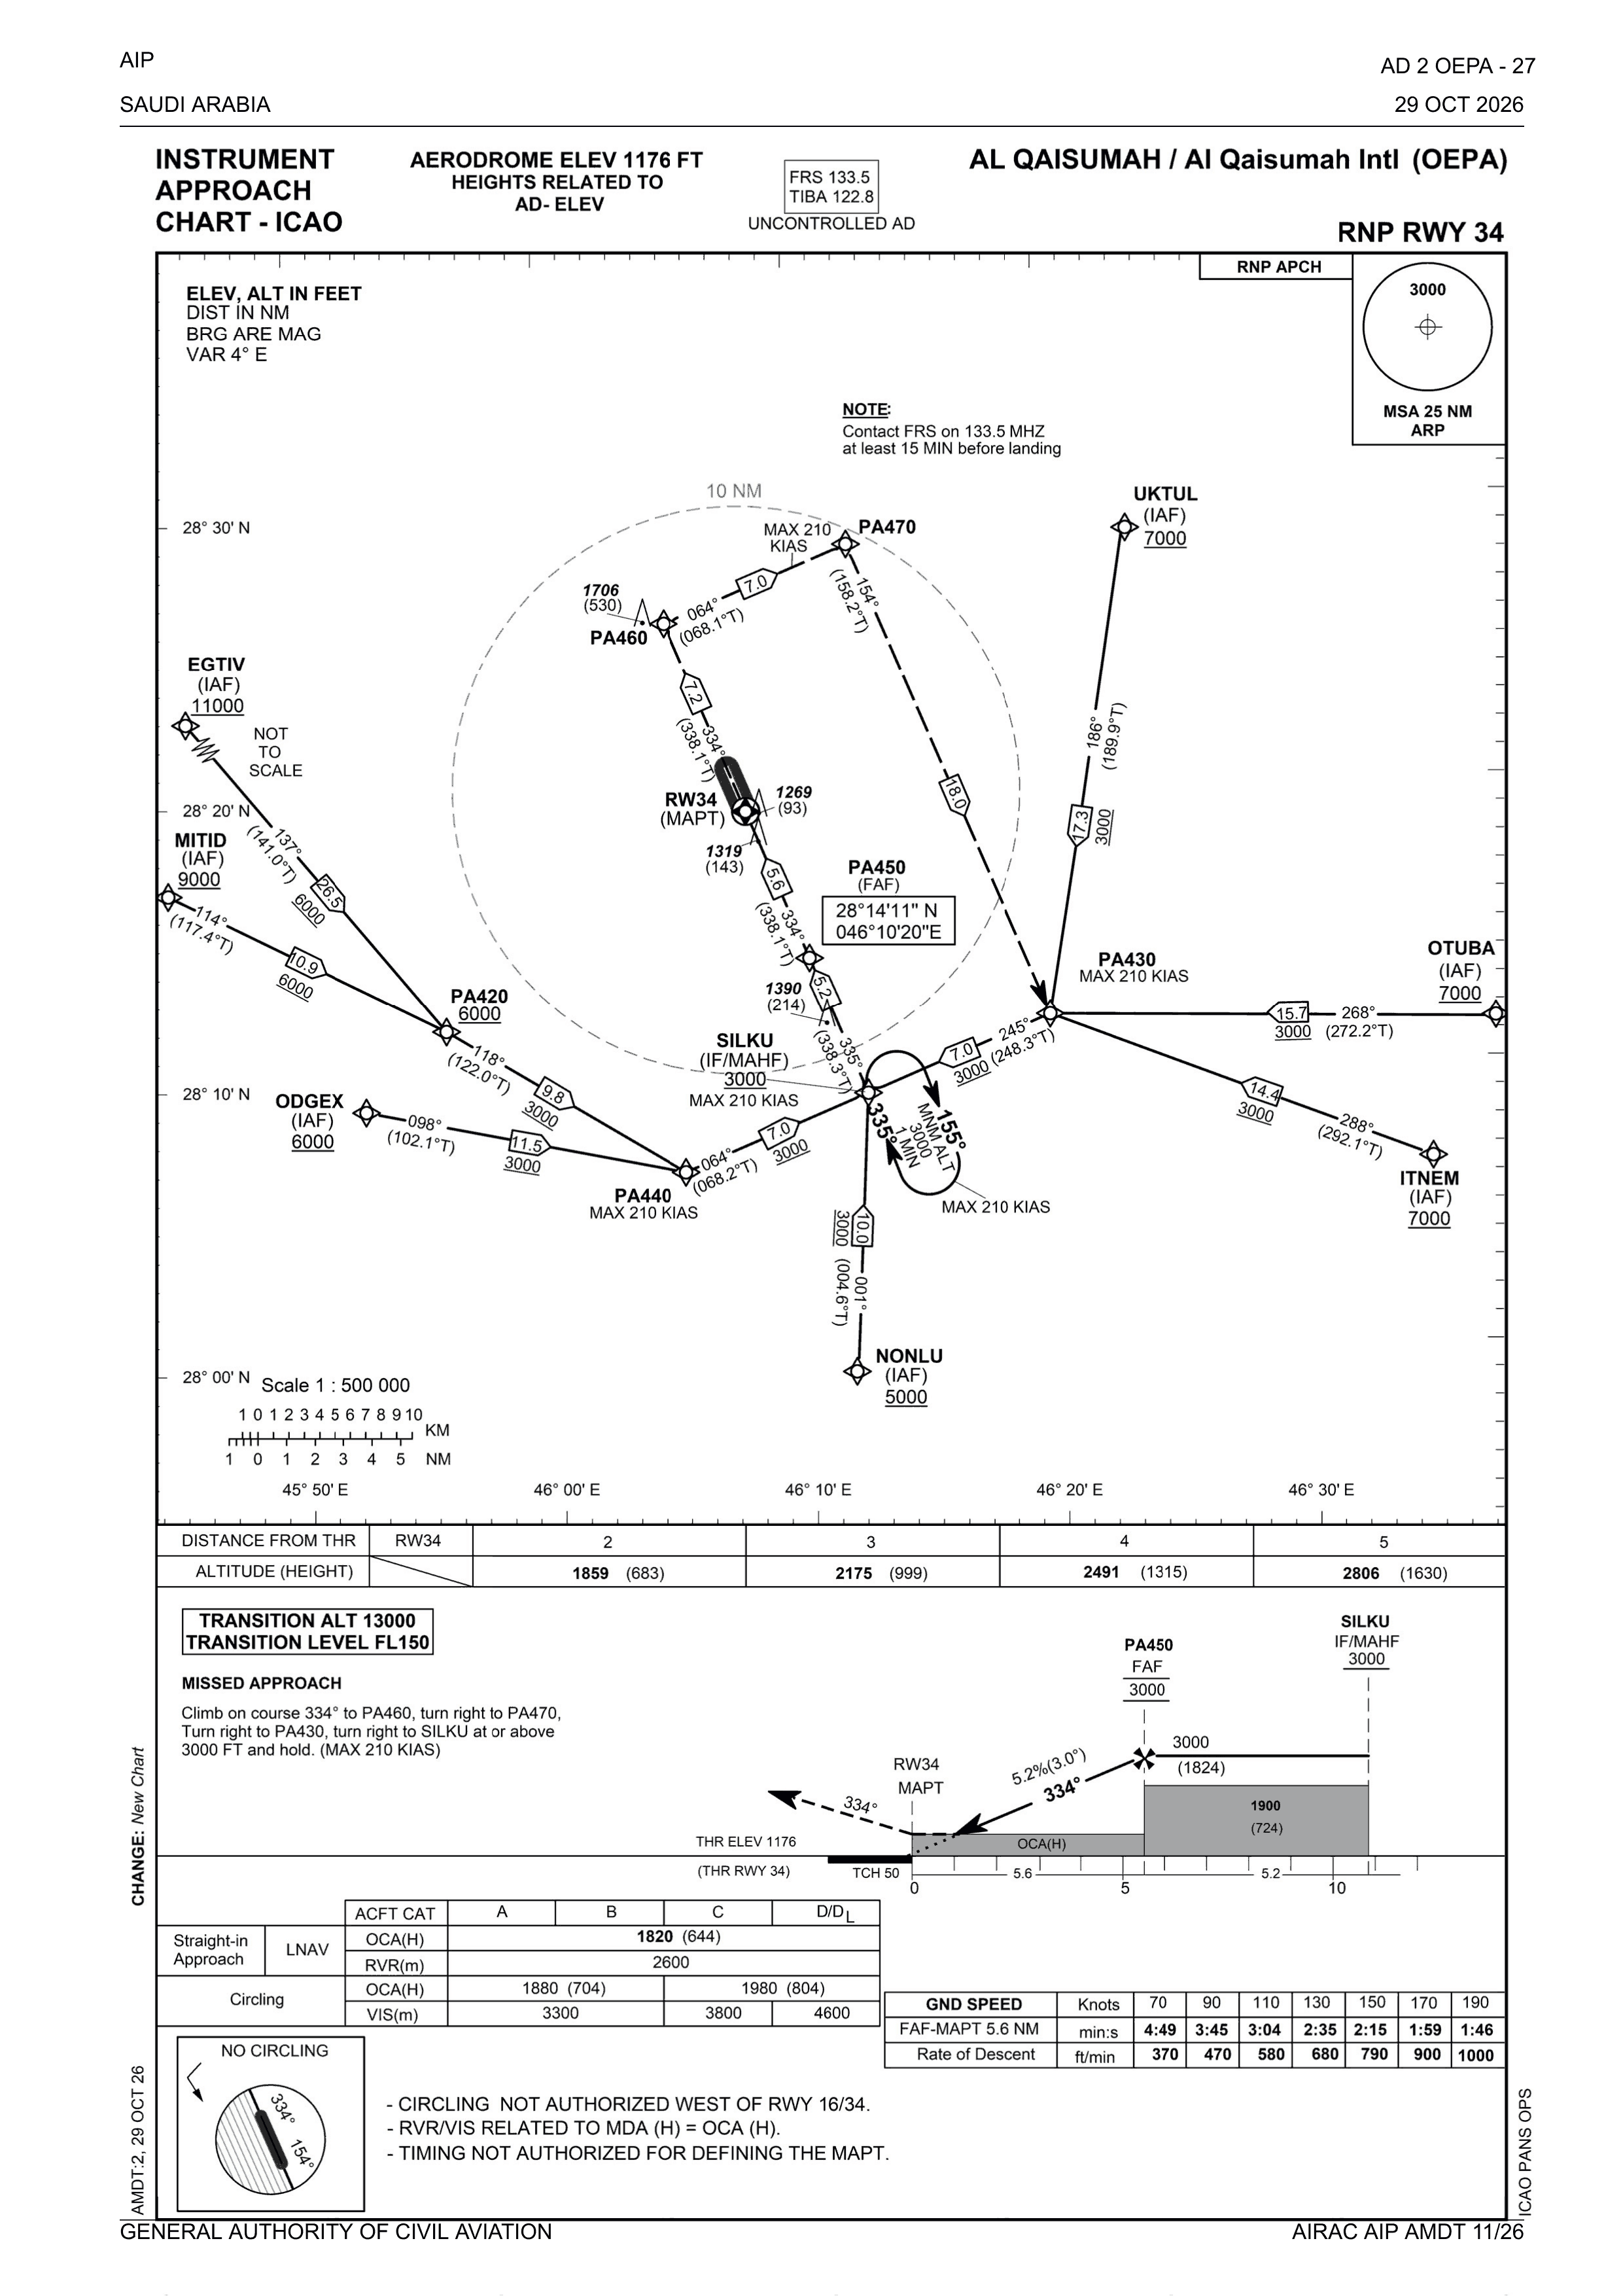 AIP
AD 2 OEPA - 27
SAUDI ARABIA
29 OCT 2026
INSTRUMENT
APPROACH
CHART - ICAO
AERODROME ELEV 1176 FT
HEIGHTS RELATED TO
AD- ELEV
FRS 133.5
TIBA 122.8
UNCONTROLLED AD
AL QAISUMAH / Al Qaisumah Intl (OEPA)
RNP RWY 34
RNP APCH
3000
MSA 25 NM
ARP
ELEV, ALT IN FEET
DIST IN NM
BRG ARE MAG
VAR 4° E
NOTE:
Contact FRS on 133.5 MHZ
at least 15 MIN before landing
10 NM
UKTUL
(IAF)
7000
28° 30' N
MAX 210
KIAS
PA470
7.0
064°
(068.1°T)
154°
(158.2°T)
1706
(530)
PA460
7.2
334°
(338.1°T)
EGTIV
(IAF)
11000
NOT
TO
SCALE
186°
(189.9°T)
17.3
3000
18.0
28° 20' N
RW34
(MAPT)
1269
(93)
1319
(143)
MITID
(IAF)
9000
137°
(141.0°T)
26.5
6000
114°
(117.4°T)
10.9
6000
5.6
334°
(338.1°T)
PA450
(FAF)
28°14'11" N
046°10'20"E
PA430
MAX 210 KIAS
OTUBA
(IAF)
7000
15.7
3000
268°
(272.2°T)
PA420
6000
1390
(214)
5.2
335°
(338.3°T)
SILKU
(IF/MAHF)
3000
MAX 210 KIAS
245°
7.0
3000 (248.3°T)
118°
(122.0°T)
9.8
3000
28° 10' N
ODGEX
(IAF)
6000
098°
(102.1°T)
11.5
3000
335°
155°
MNM ALT
3000
1 MIN
MAX 210 KIAS
14.4
3000
288°
(292.1°T)
ITNEM
(IAF)
7000
064°
(068.2°T)
7.0
3000
PA440
MAX 210 KIAS
10.0
3000
001°
(004.6°T)
NONLU
(IAF)
5000
28° 00' N
Scale 1 : 500 000
1 0 1 2 3 4 5 6 7 8 9 10
KM
1 0 1 2 3 4 5 NM
45° 50' E
46° 00' E
46° 10' E
46° 20' E
46° 30' E
DISTANCE FROM THR RW34 2 3 4 5
ALTITUDE (HEIGHT) 1859 (683) 2175 (999) 2491 (1315) 2806 (1630)
TRANSITION ALT 13000
TRANSITION LEVEL FL150
MISSED APPROACH
Climb on course 334° to PA460, turn right to PA470,
Turn right to PA430, turn right to SILKU at or above
3000 FT and hold. (MAX 210 KIAS)
SILKU
IF/MAHF
3000
PA450
FAF
3000
3000
(1824)
5.2%(3.0°)
334°
RW34
MAPT
334°
1900
(724)
OCA(H)
THR ELEV 1176
(THR RWY 34)
TCH 50
5.6
5.2
0
5
10
ACFT CAT A B C D/DL
Straight-in
Approach
LNAV
OCA(H) 1820 (644)
RVR(m) 2600
Circling
OCA(H) 1880 (704) 1980 (804)
VIS(m) 3300 3800 4600
GND SPEED Knots 70 90 110 130 150 170 190
FAF-MAPT 5.6 NM min:s 4:49 3:45 3:04 2:35 2:15 1:59 1:46
Rate of Descent ft/min 370 470 580 680 790 900 1000
NO CIRCLING
334°
154°
- CIRCLING NOT AUTHORIZED WEST OF RWY 16/34.
- RVR/VIS RELATED TO MDA (H) = OCA (H).
- TIMING NOT AUTHORIZED FOR DEFINING THE MAPT.
CHANGE: New Chart
AMDT:2, 29 OCT 26
ICAO PANS OPS
GENERAL AUTHORITY OF CIVIL AVIATION
AIRAC AIP AMDT 11/26